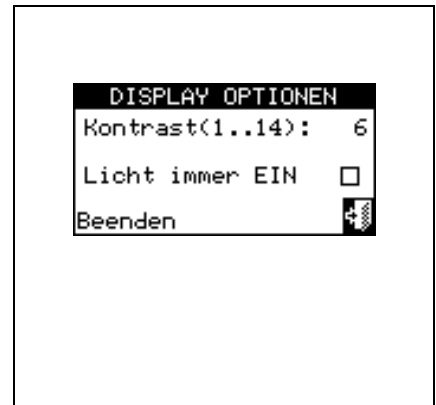 DISPLAY OPTIONEN
Kontrast(1..14): 6
Licht immer EIN
Beenden